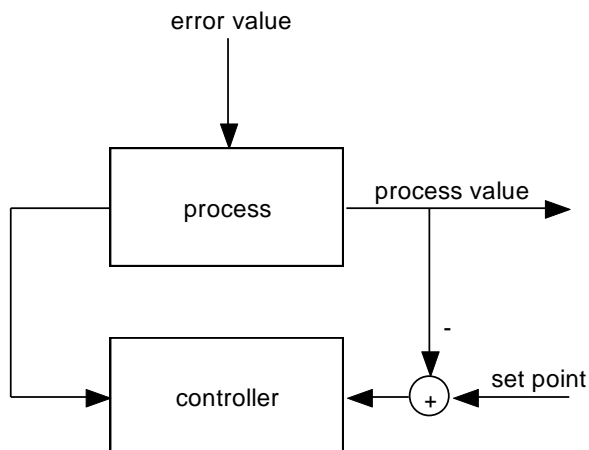 error value
process
process value
-
set point
+
controller